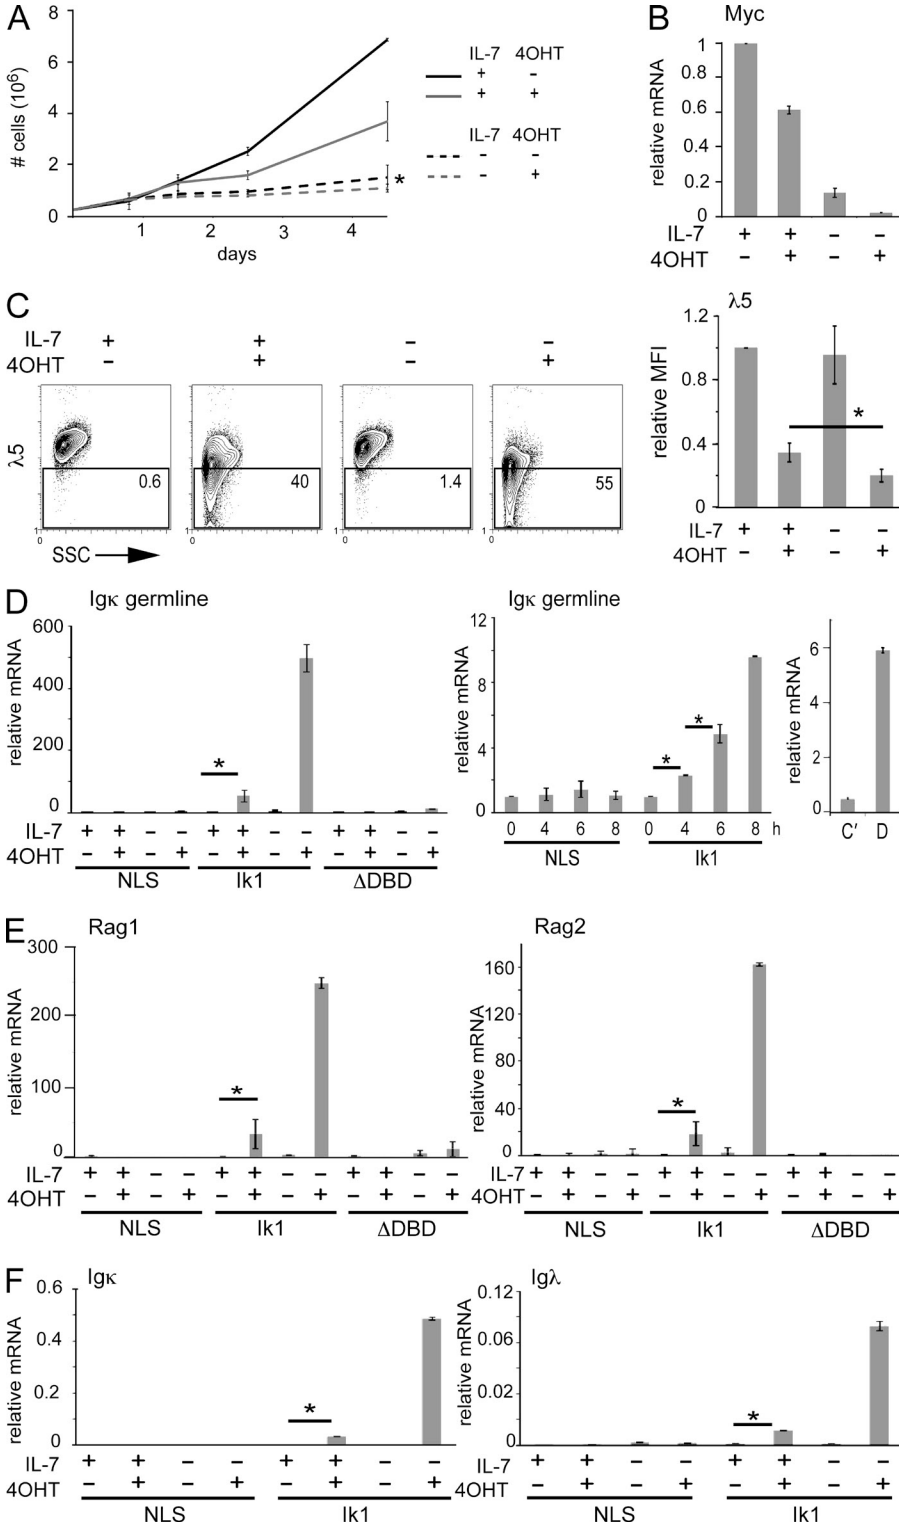 A
# cells (10⁶)
8
6
4
2
0
1 2 3 4
days
IL-7 4OHT
+ −
+ +
IL-7 4OHT
− −
− +
*
B
Myc
relative mRNA
1
0.6
0.4
0.2
0
IL-7 + + − −
4OHT − + − +
C
IL-7 + + − −
4OHT − + − +
λ5
0.6
40
1.4
55
1 1 1 1
0 0 0 0
SSC
λ5
relative MFI
1.2
0.8
0.4
0
*
IL-7 + + − −
4OHT − + − +
D
Igκ germline
relative mRNA
600
400
200
0
*
IL-7 + + − − + + − − + + − −
4OHT − + − + − + − + − + − +
NLS Ik1 ΔDBD
Igκ germline
relative mRNA
12
8
4
0
* *
0 4 6 8 0 4 6 8 h
NLS Ik1
relative mRNA
6
2
0
C′ D
E
Rag1
relative mRNA
300
200
100
0
*
IL-7 + + − − + + − − + + − −
4OHT − + − + − + − + − + − +
NLS Ik1 ΔDBD
Rag2
relative mRNA
160
120
80
40
0
*
IL-7 + + − − + + − − + + − −
4OHT − + − + − + − + − + − +
NLS Ik1 ΔDBD
F
Igκ
relative mRNA
0.6
0.4
0.2
0
*
IL-7 + + − − + + − −
4OHT − + − + − + − +
NLS Ik1
Igλ
relative mRNA
0.12
0.06
0.02
0
*
IL-7 + + − − + + − −
4OHT − + − + − + − +
NLS Ik1